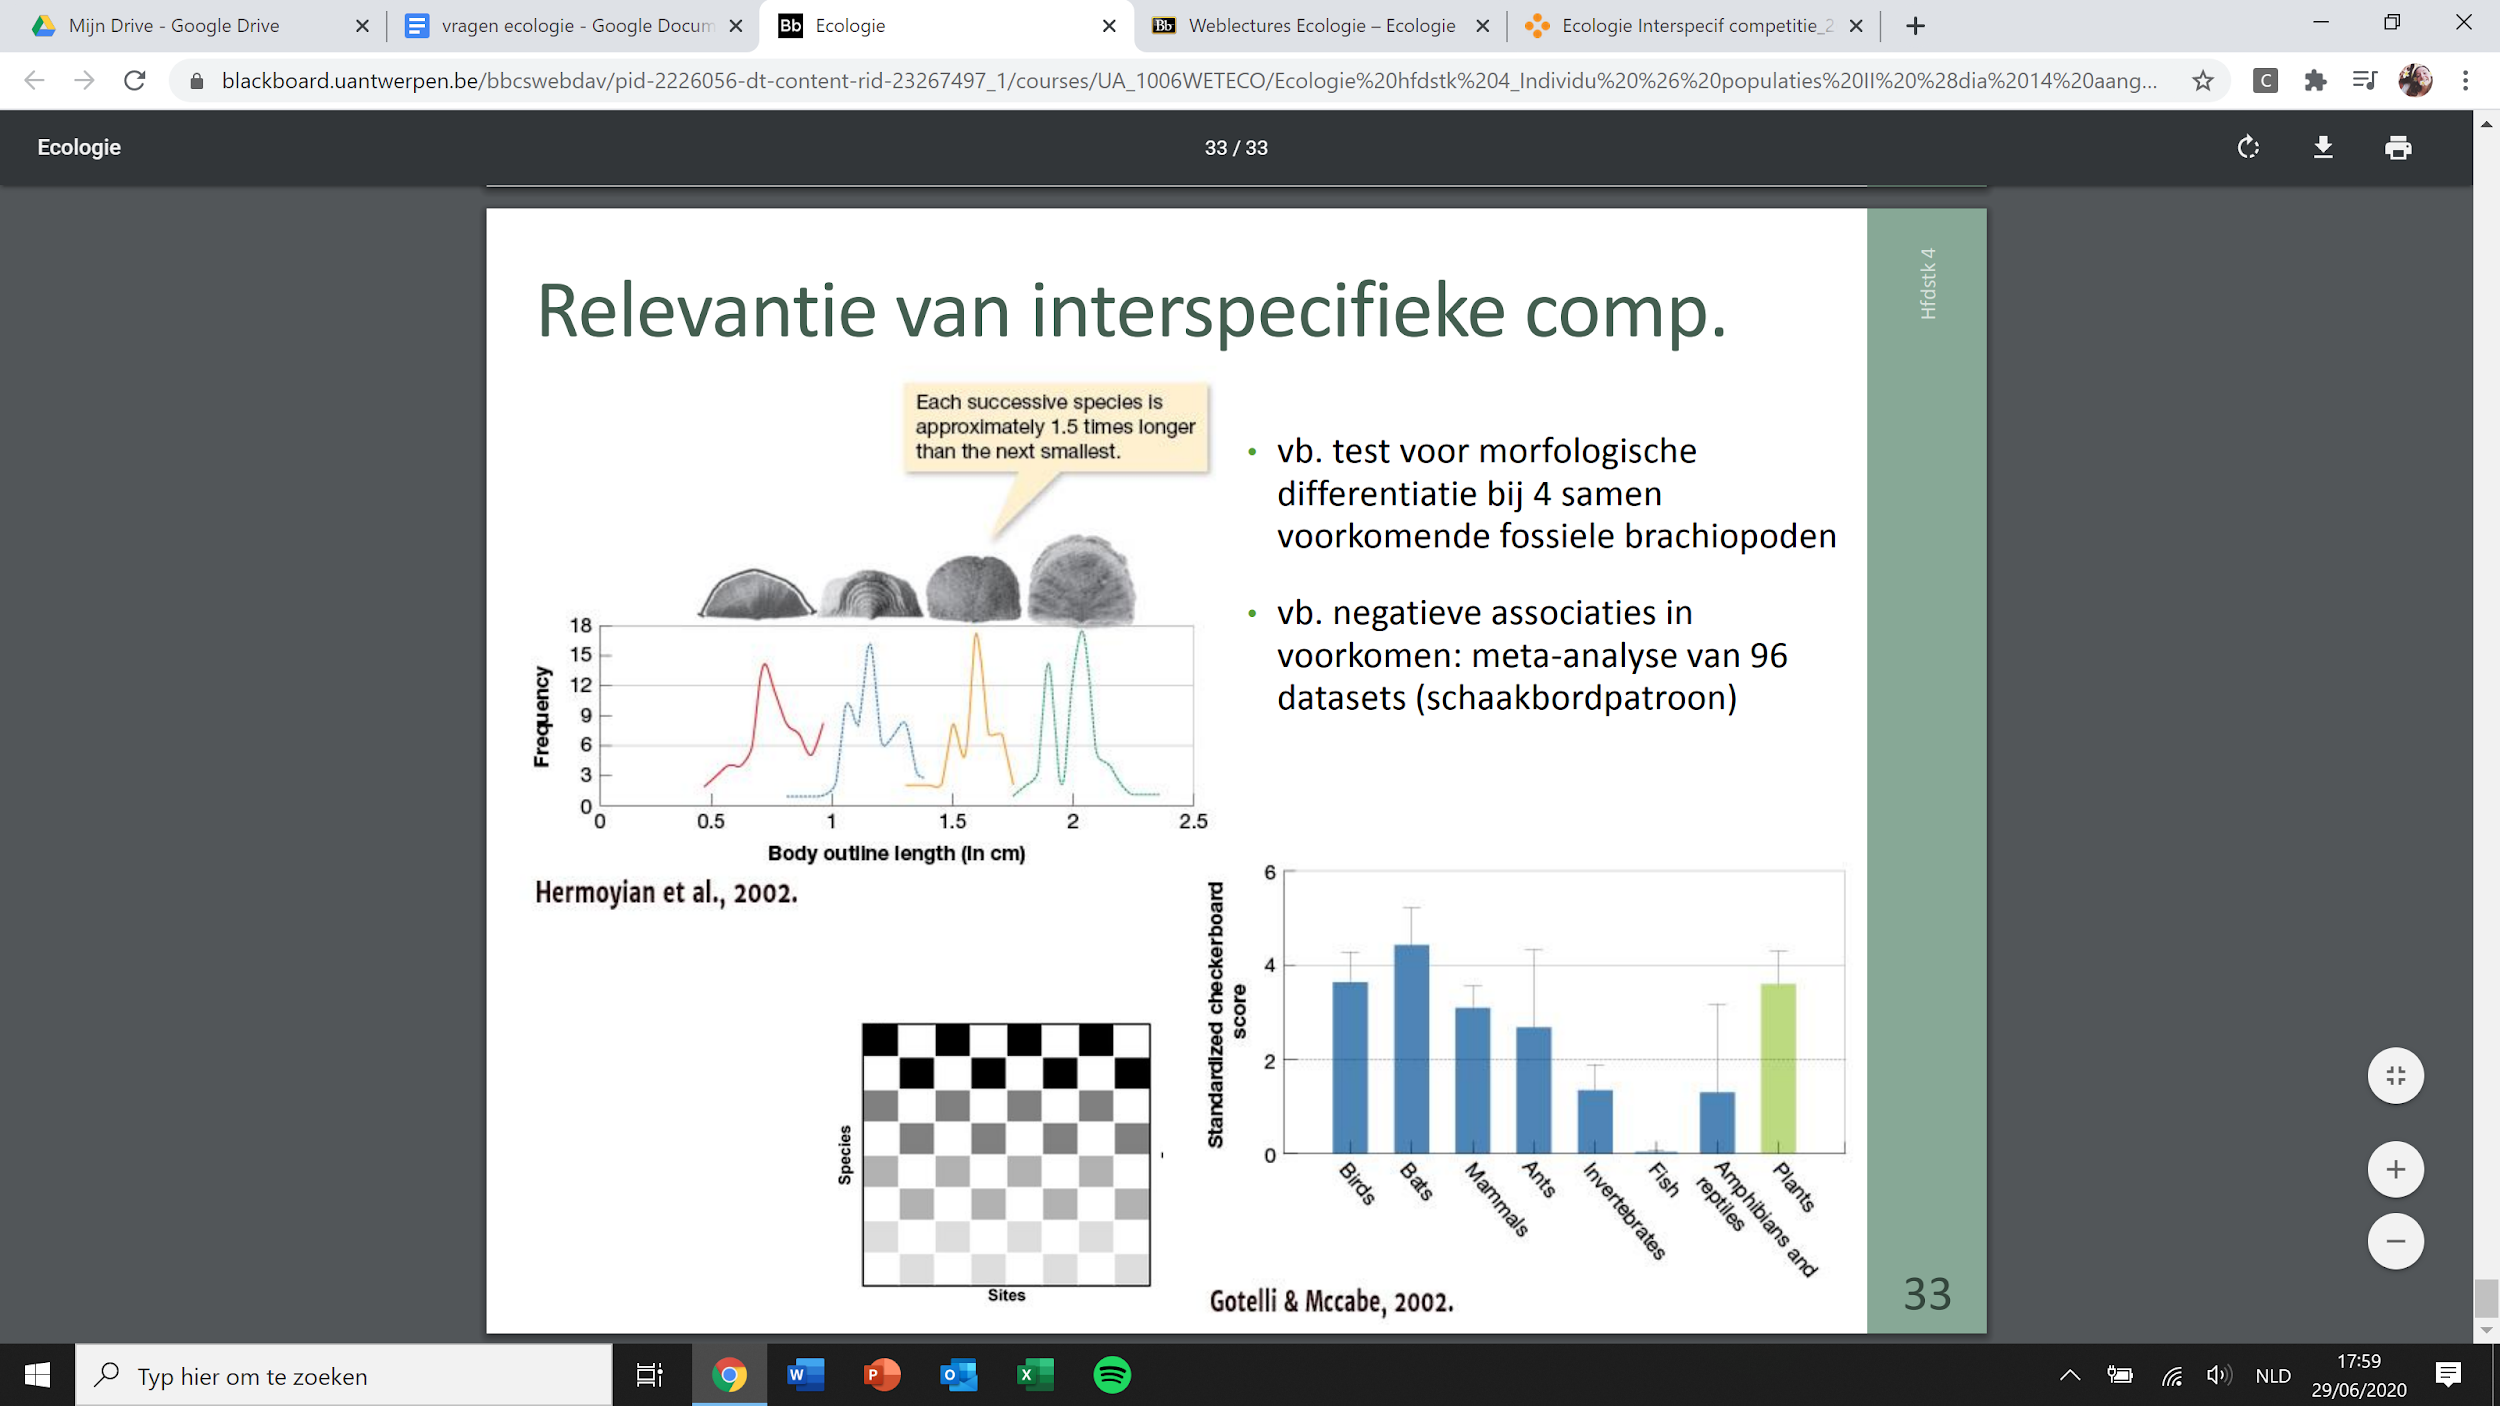 Mijn Drive - Google Drive
vragen ecologie - Google Docum
Bb Ecologie
Bb Weblectures Ecologie – Ecologie
Ecologie Interspecif competitie_2
blackboard.uantwerpen.be/bbcswebdav/pid-2226056-dt-content-rid-23267497_1/courses/UA_1006WETECO/Ecologie%20hfdstk%204_Individu%20%26%20populaties%20II%20%28dia%2014%20aang...
C
Ecologie
33 / 33
Hfdstk 4
Relevantie van interspecifieke comp.
Each successive species is
approximately 1.5 times longer
than the next smallest.
• vb. test voor morfologische
differentiatie bij 4 samen
voorkomende fossiele brachiopoden
• vb. negatieve associaties in
voorkomen: meta-analyse van 96
datasets (schaakbordpatroon)
Frequency
18
15
12
9
6
3
0
0 0.5 1 1.5 2 2.5
Body outline length (ln cm)
Hermoyian et al., 2002.
Species
Sites
Standardized checkerboard
score
6
4
2
0
Birds
Bats
Mammals
Ants
Invertebrates
Fish
Amphibians and
reptiles
Plants
Gotelli & Mccabe, 2002.
33
Typ hier om te zoeken
W
P
O
X
NLD
17:59
29/06/2020